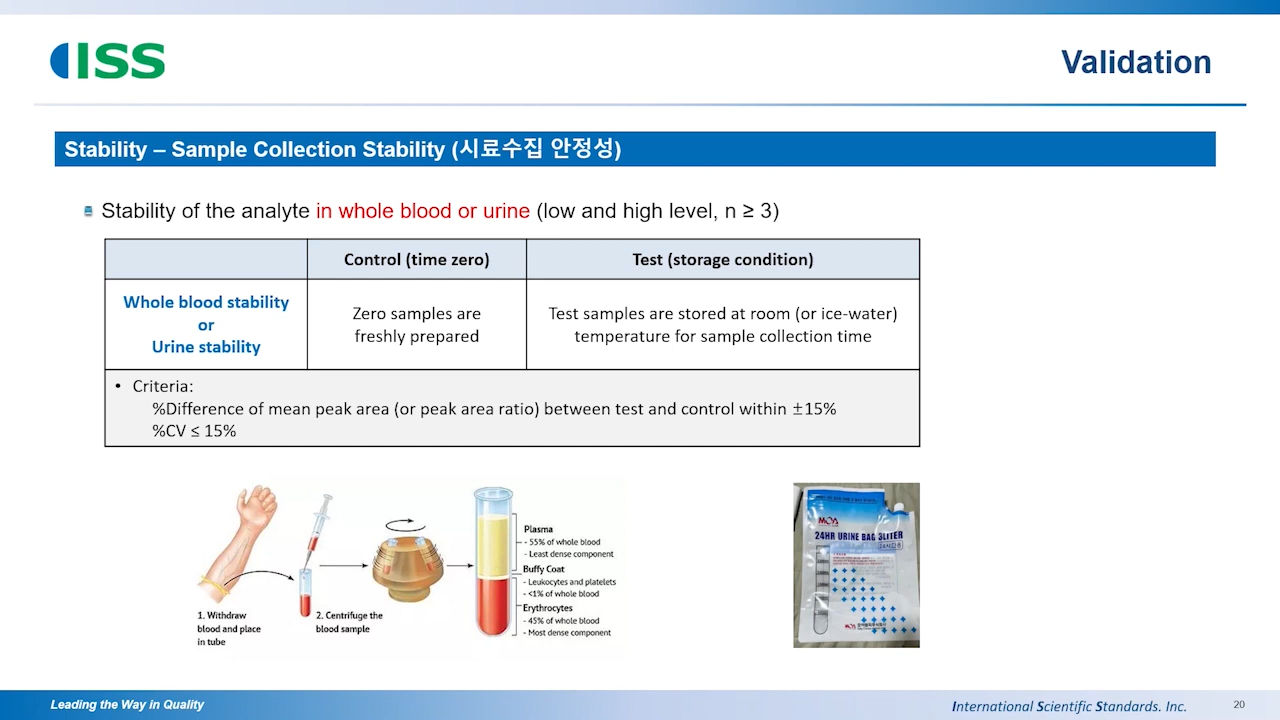 ISS
Validation
Stability – Sample Collection Stability (시료수집 안정성)
Stability of the analyte in whole blood or urine (low and high level, n ≥ 3)
Control (time zero)
Test (storage condition)
Whole blood stability
or
Urine stability
Zero samples are
freshly prepared
Test samples are stored at room (or ice-water)
temperature for sample collection time
• Criteria:
%Difference of mean peak area (or peak area ratio) between test and control within ±15%
%CV ≤ 15%
1. Withdraw
blood and place
in tube
2. Centrifuge the
blood sample
Plasma
- 55% of whole blood
- Least dense component
Buffy Coat
- Leukocytes and platelets
- <1% of whole blood
Erythrocytes
- 45% of whole blood
- Most dense component
MOYA
24HR URINE BAG 3LITER
Leading the Way in Quality
International Scientific Standards. Inc.
20